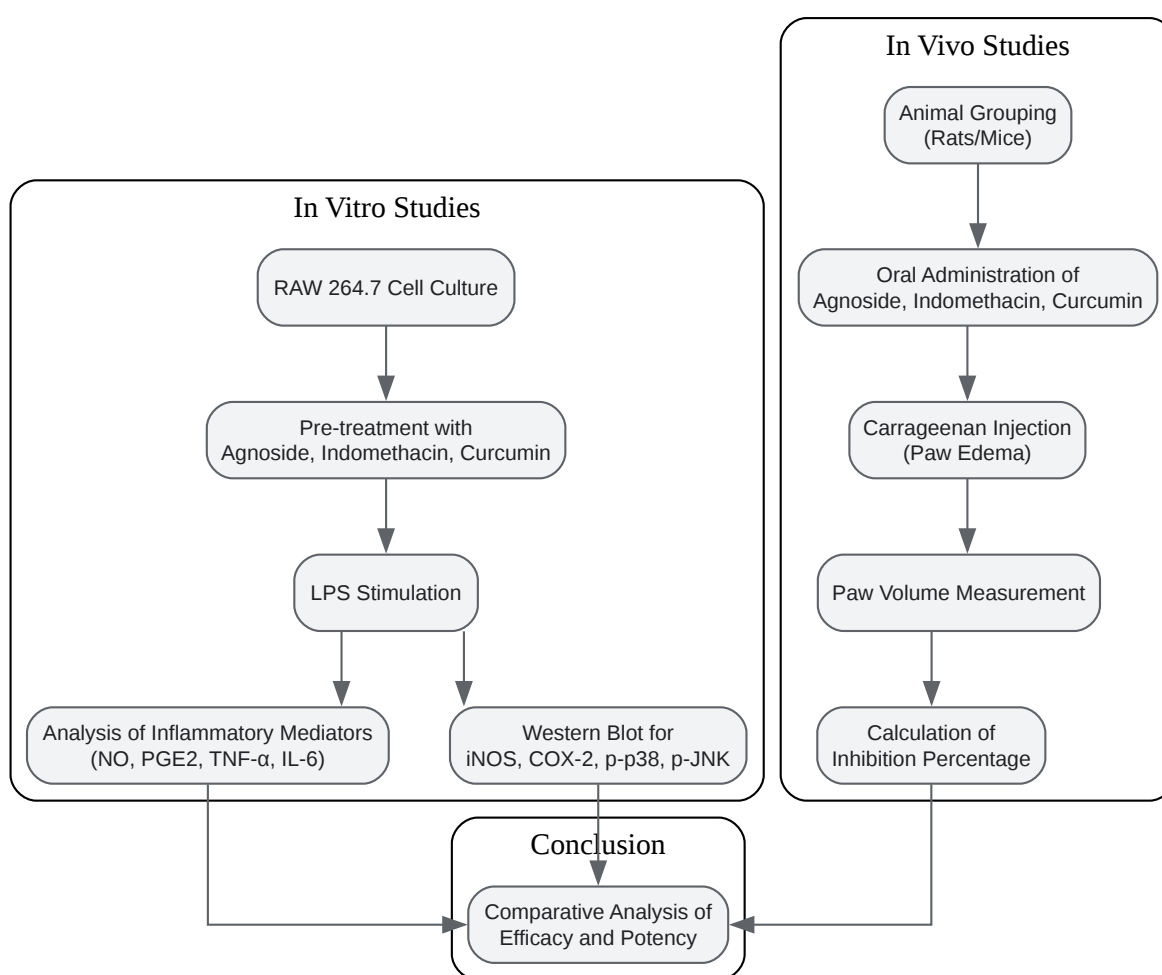 In Vitro Studies
RAW 264.7 Cell Culture
Pre-treatment with
Agnoside, Indomethacin, Curcumin
LPS Stimulation
Analysis of Inflammatory Mediators
(NO, PGE2, TNF-α, IL-6)
Western Blot for
iNOS, COX-2, p-p38, p-JNK
In Vivo Studies
Animal Grouping
(Rats/Mice)
Oral Administration of
Agnoside, Indomethacin, Curcumin
Carrageenan Injection
(Paw Edema)
Paw Volume Measurement
Calculation of
Inhibition Percentage
Conclusion
Comparative Analysis of
Efficacy and Potency